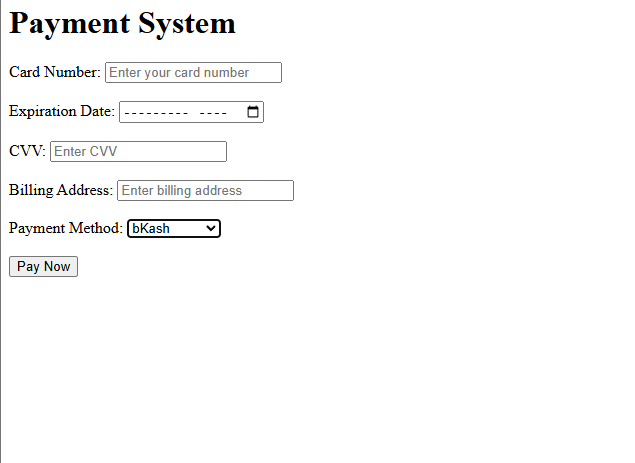 Payment System
Card Number: Enter your card number
Expiration Date: --------- ----
CVV: Enter CVV
Billing Address: Enter billing address
Payment Method: bKash
Pay Now